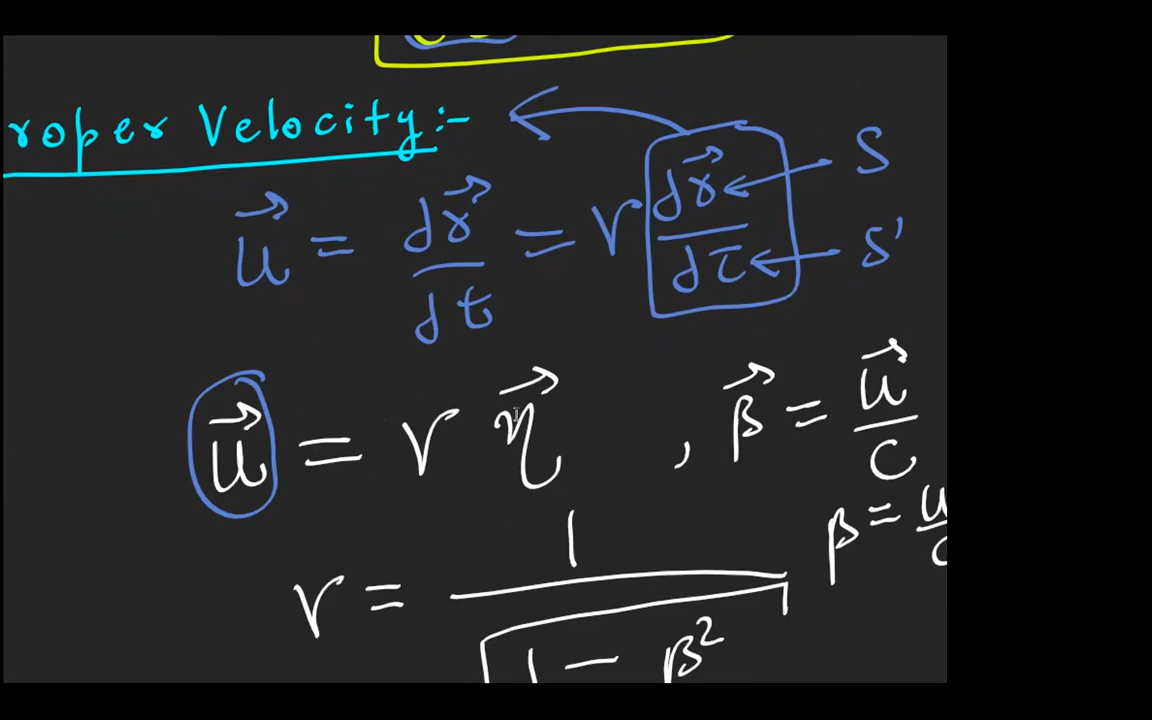 roper Velocity:-
u⃗ = dr⃗/dt = γ dr⃗/dτ ← S ← S'
u⃗ = γ η⃗ , β⃗ = u⃗/c
β = u/c
γ = 1/√(1 - β²)